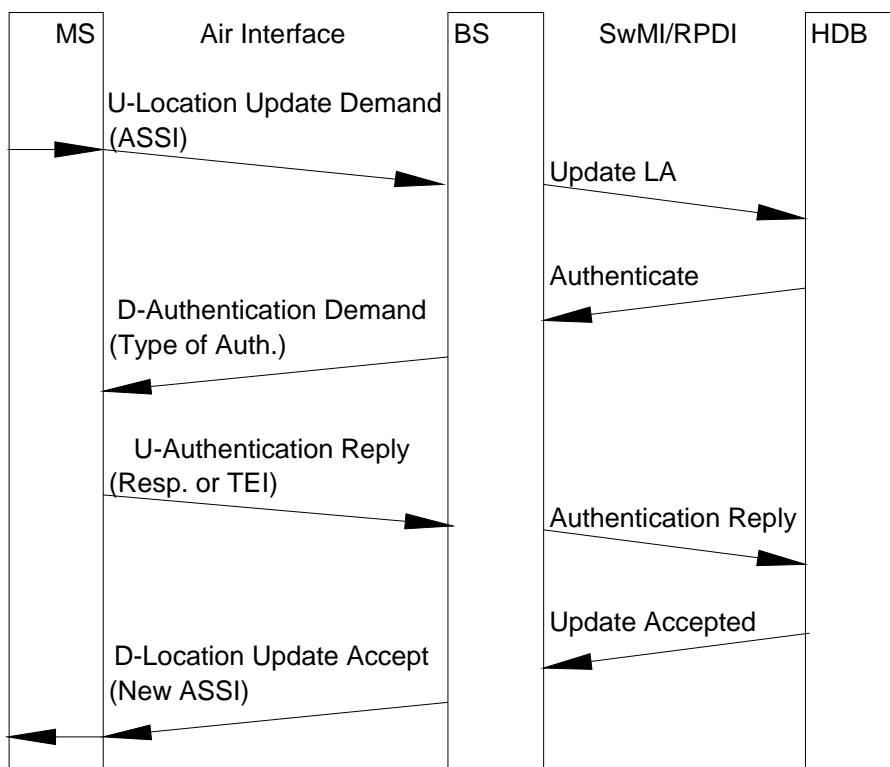 MS Air Interface BS SwMI/RPDI HDB
U-Location Update Demand
(ASSI)
Update LA
Authenticate
D-Authentication Demand
(Type of Auth.)
U-Authentication Reply
(Resp. or TEI)
Authentication Reply
Update Accepted
D-Location Update Accept
(New ASSI)